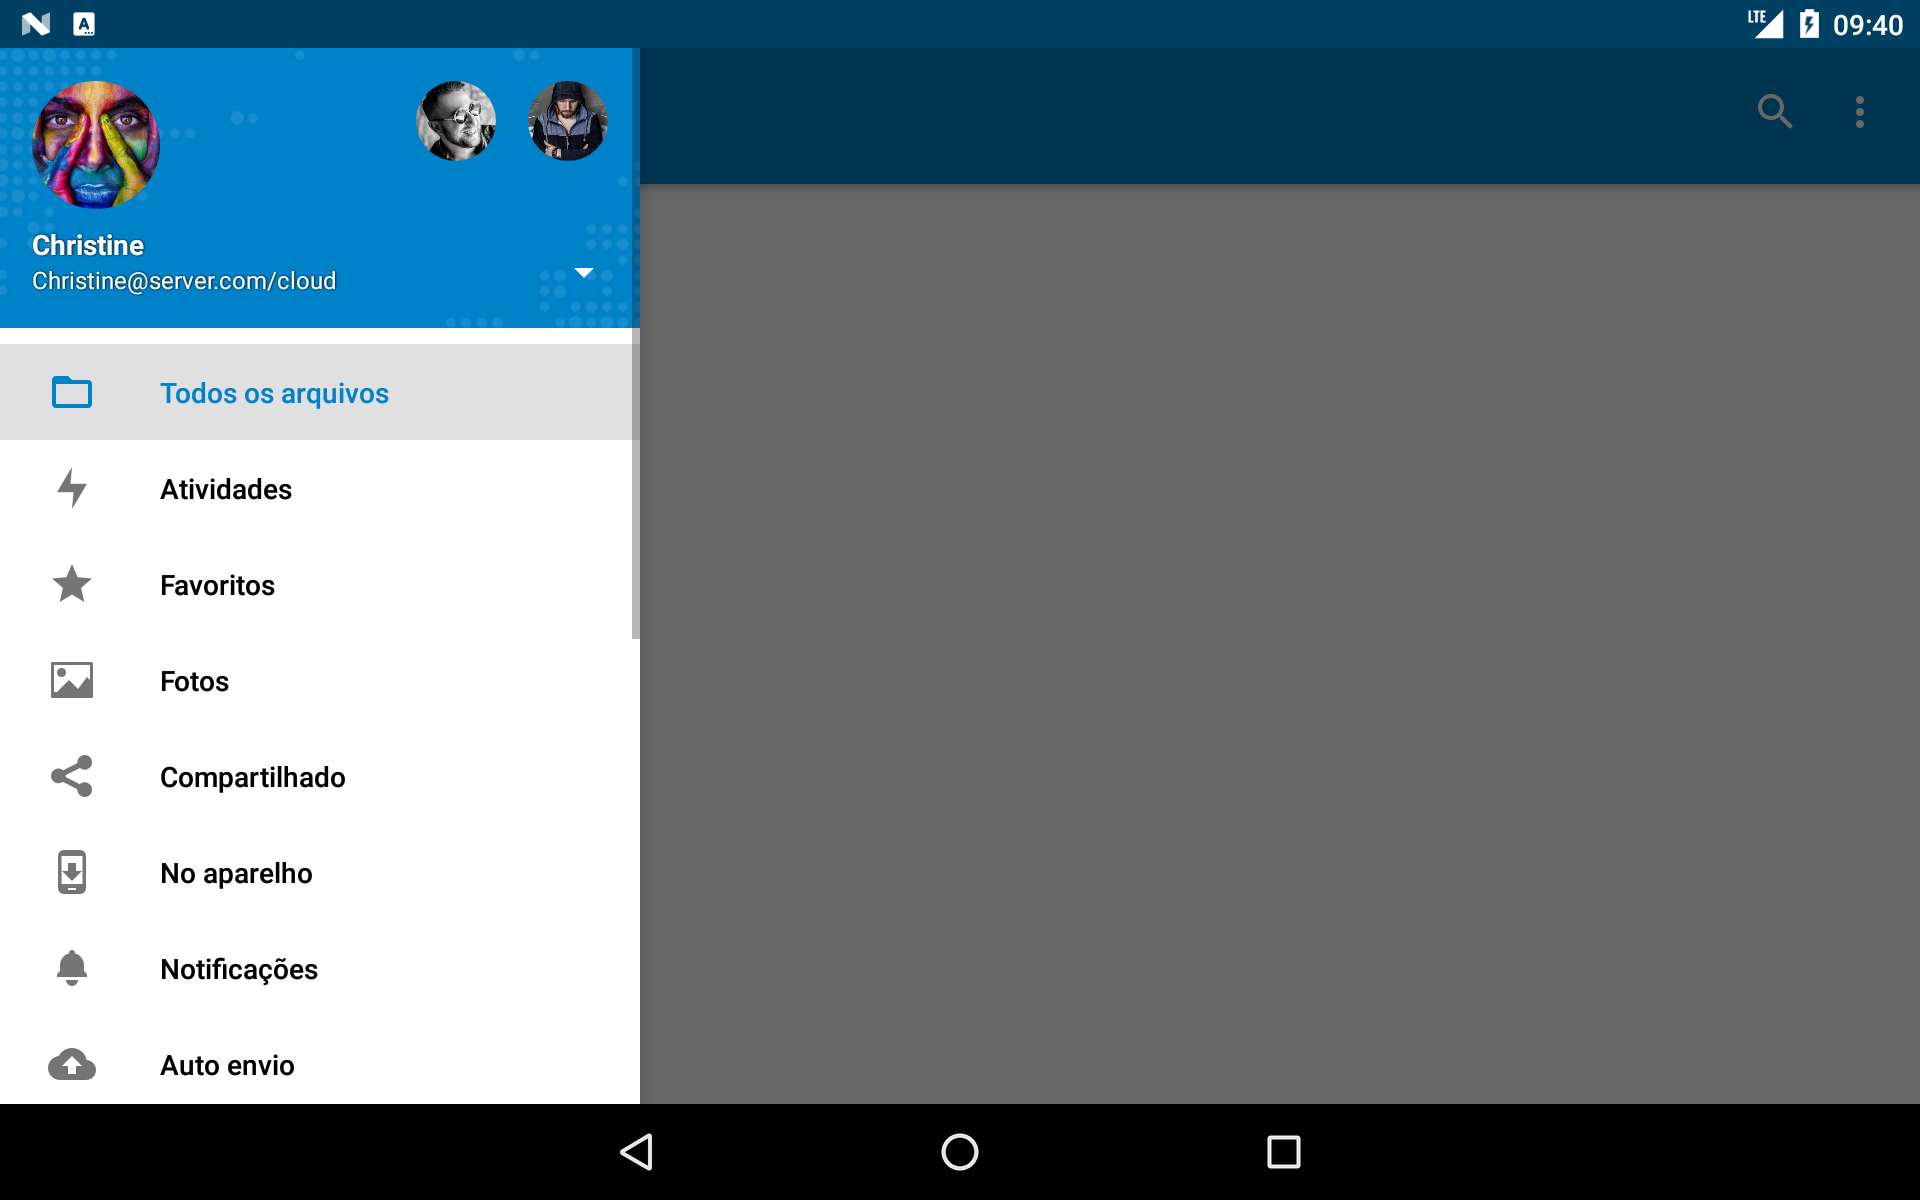 LTE 09:40
Christine
Christine@server.com/cloud
Todos os arquivos
Atividades
Favoritos
Fotos
Compartilhado
No aparelho
Notificações
Auto envio